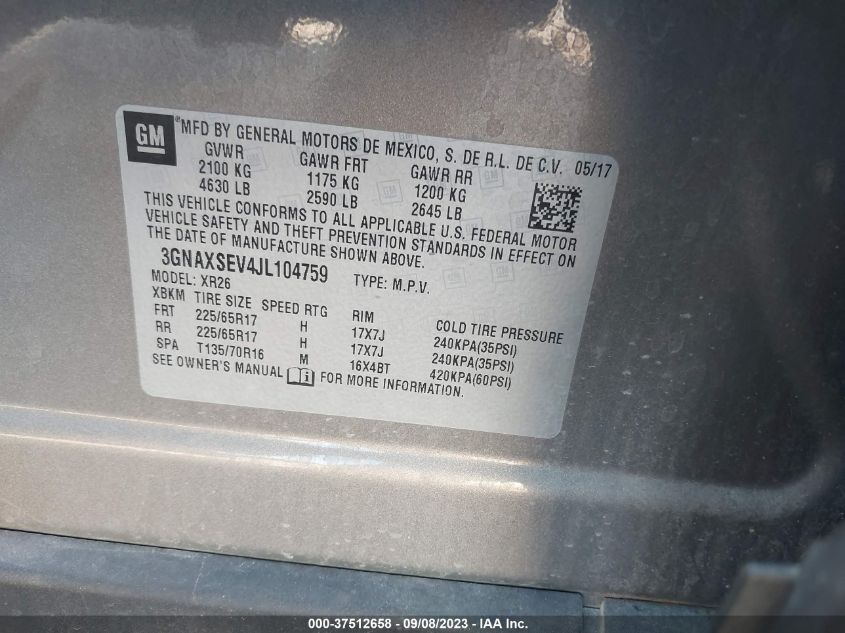 GM
®MFD BY GENERAL MOTORS DE MEXICO, S. DE R.L. DE C.V. 05/17
GVWR GAWR FRT GAWR RR
2100 KG 1175 KG 1200 KG
4630 LB 2590 LB 2645 LB
THIS VEHICLE CONFORMS TO ALL APPLICABLE U.S. FEDERAL MOTOR
VEHICLE SAFETY AND THEFT PREVENTION STANDARDS IN EFFECT ON
THE DATE OF MANUFACTURE SHOWN ABOVE.
3GNAXSEV4JL104759 TYPE: M.P.V.
MODEL: XR26
XBKM TIRE SIZE SPEED RTG RIM COLD TIRE PRESSURE
FRT 225/65R17 H 17X7J 240KPA(35PSI)
RR 225/65R17 H 17X7J 240KPA(35PSI)
SPA T135/70R16 M 16X4BT 420KPA(60PSI)
SEE OWNER'S MANUAL FOR MORE INFORMATION.
000-37512658 - 09/08/2023 - IAA Inc.